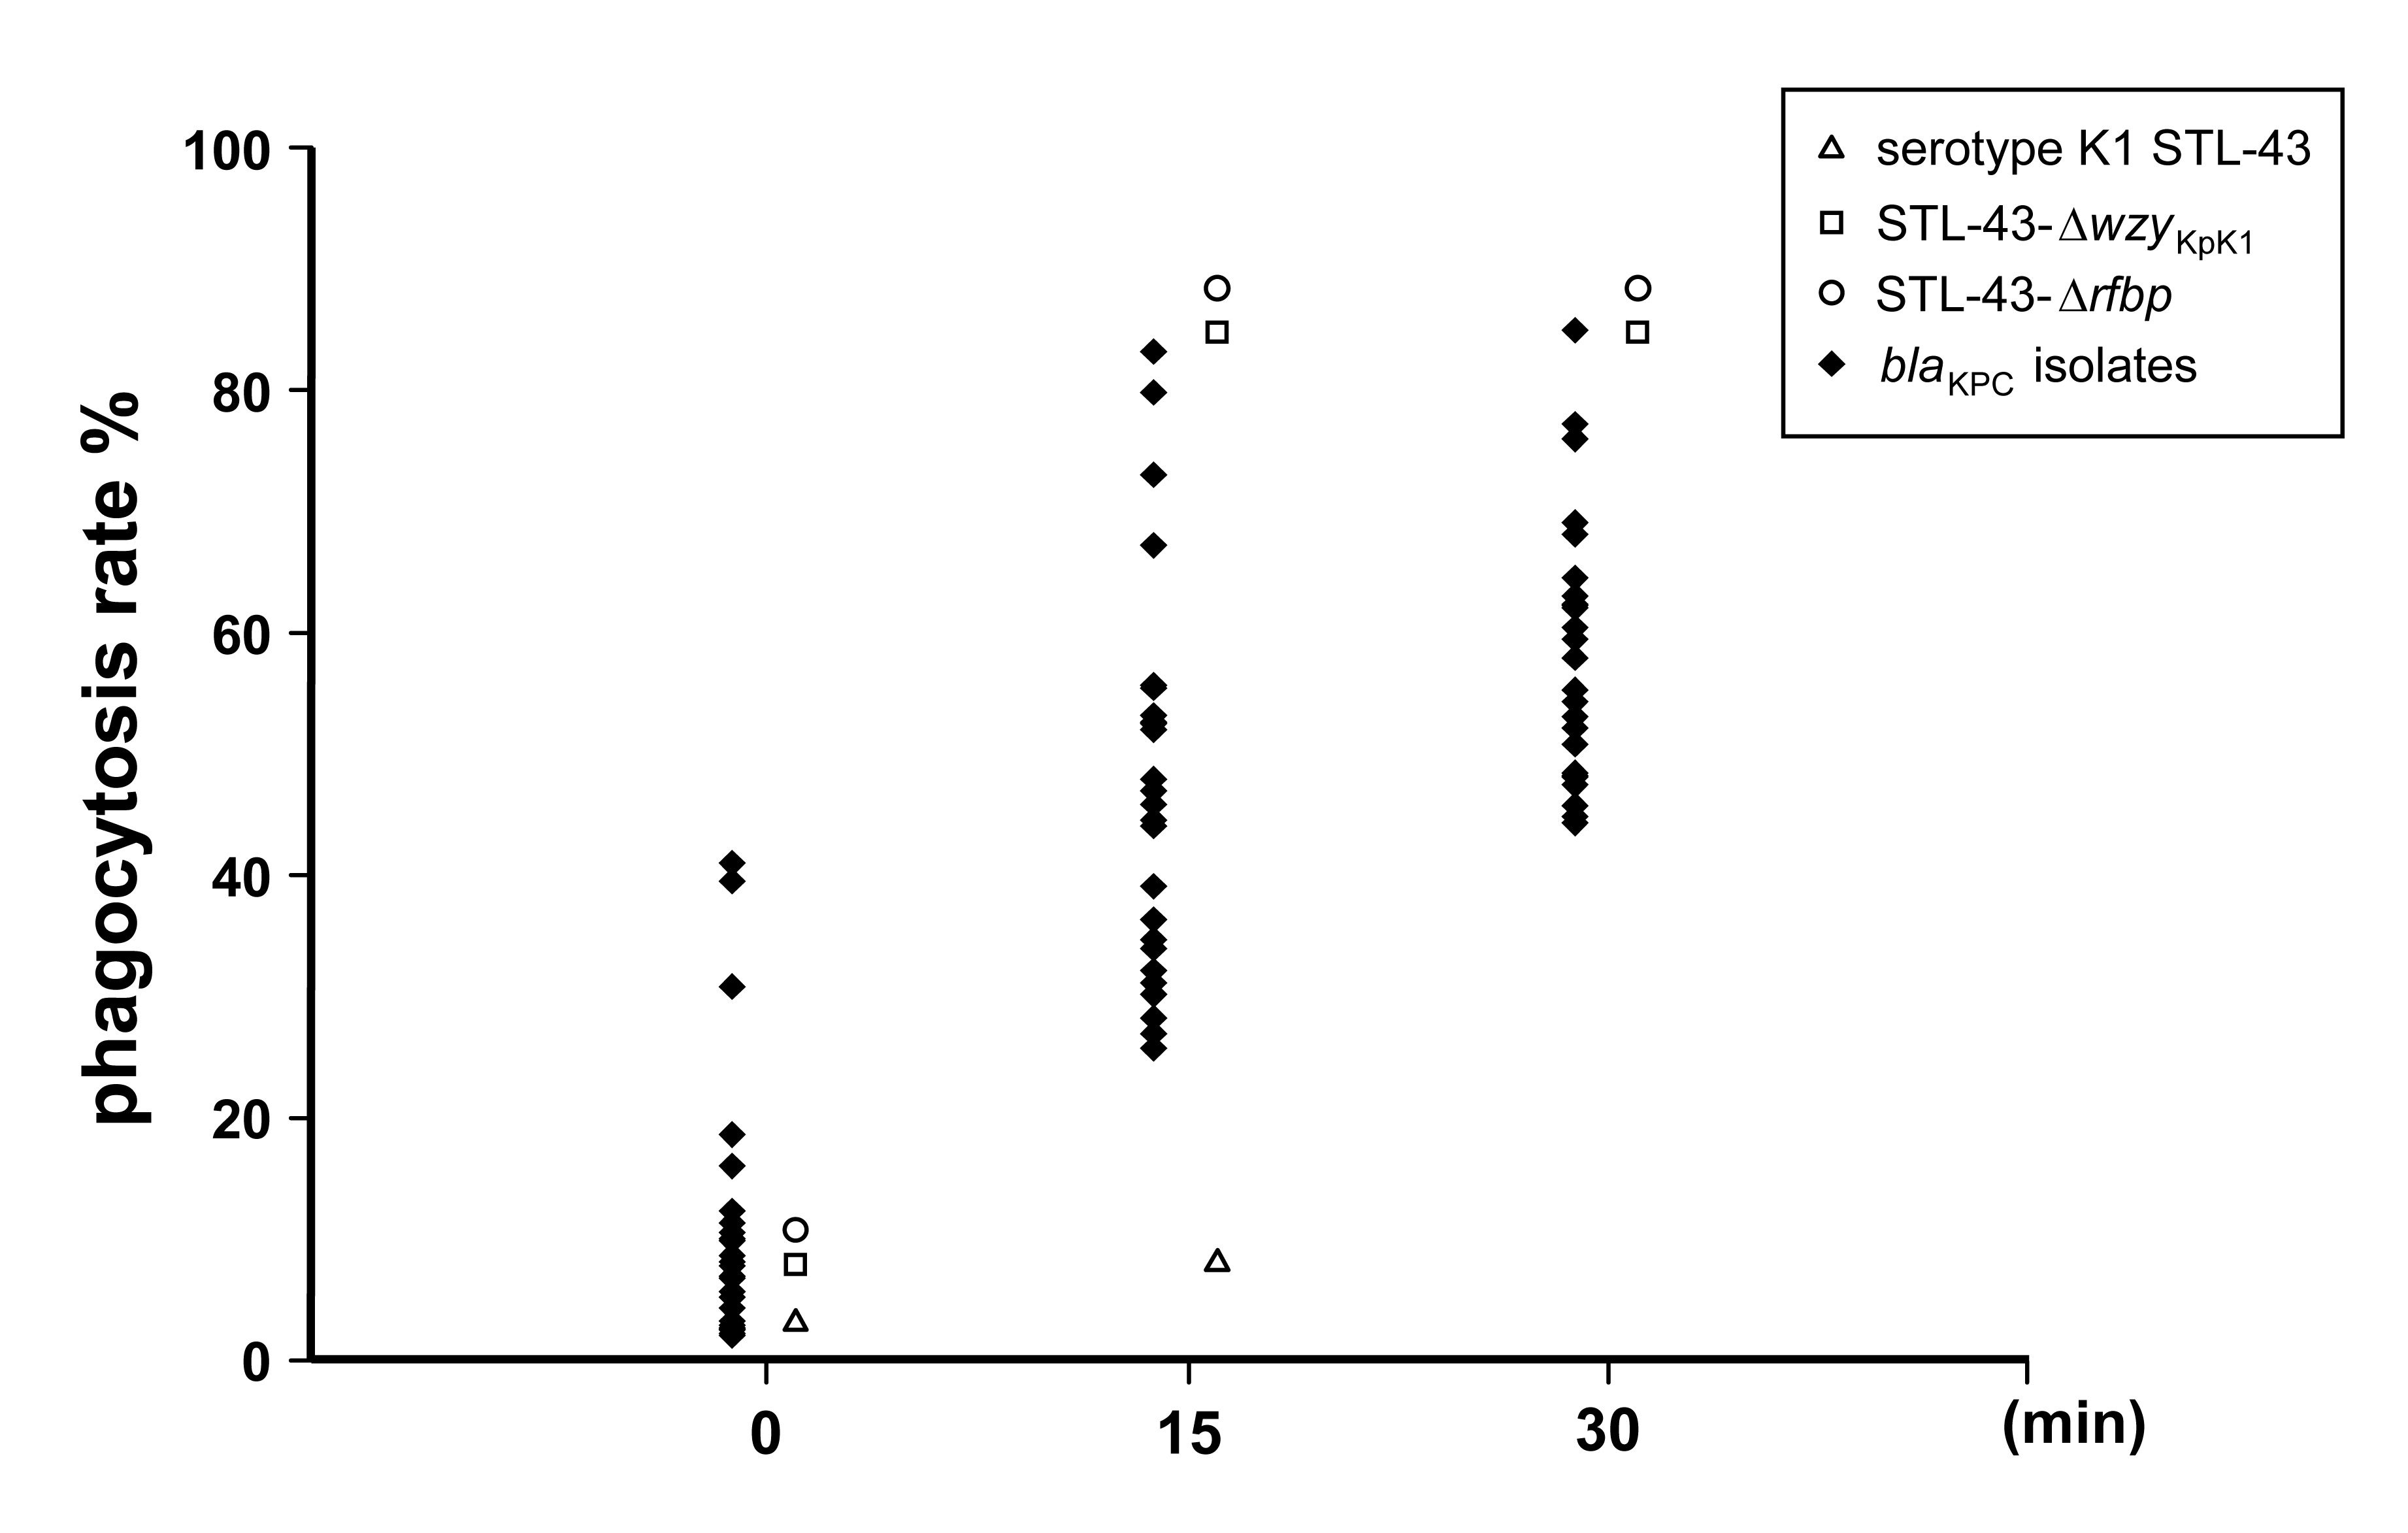 serotype K1 STL-43
STL-43-ΔwzyKpK1
STL-43-Δrfbp
blaKPC isolates
phagocytosis rate %
100
80
60
40
20
0
0 15 30 (min)